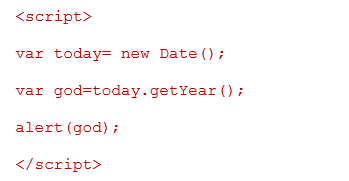 <script>
var today= new Date();
var god=today.getYear();
alert(god);
</script>